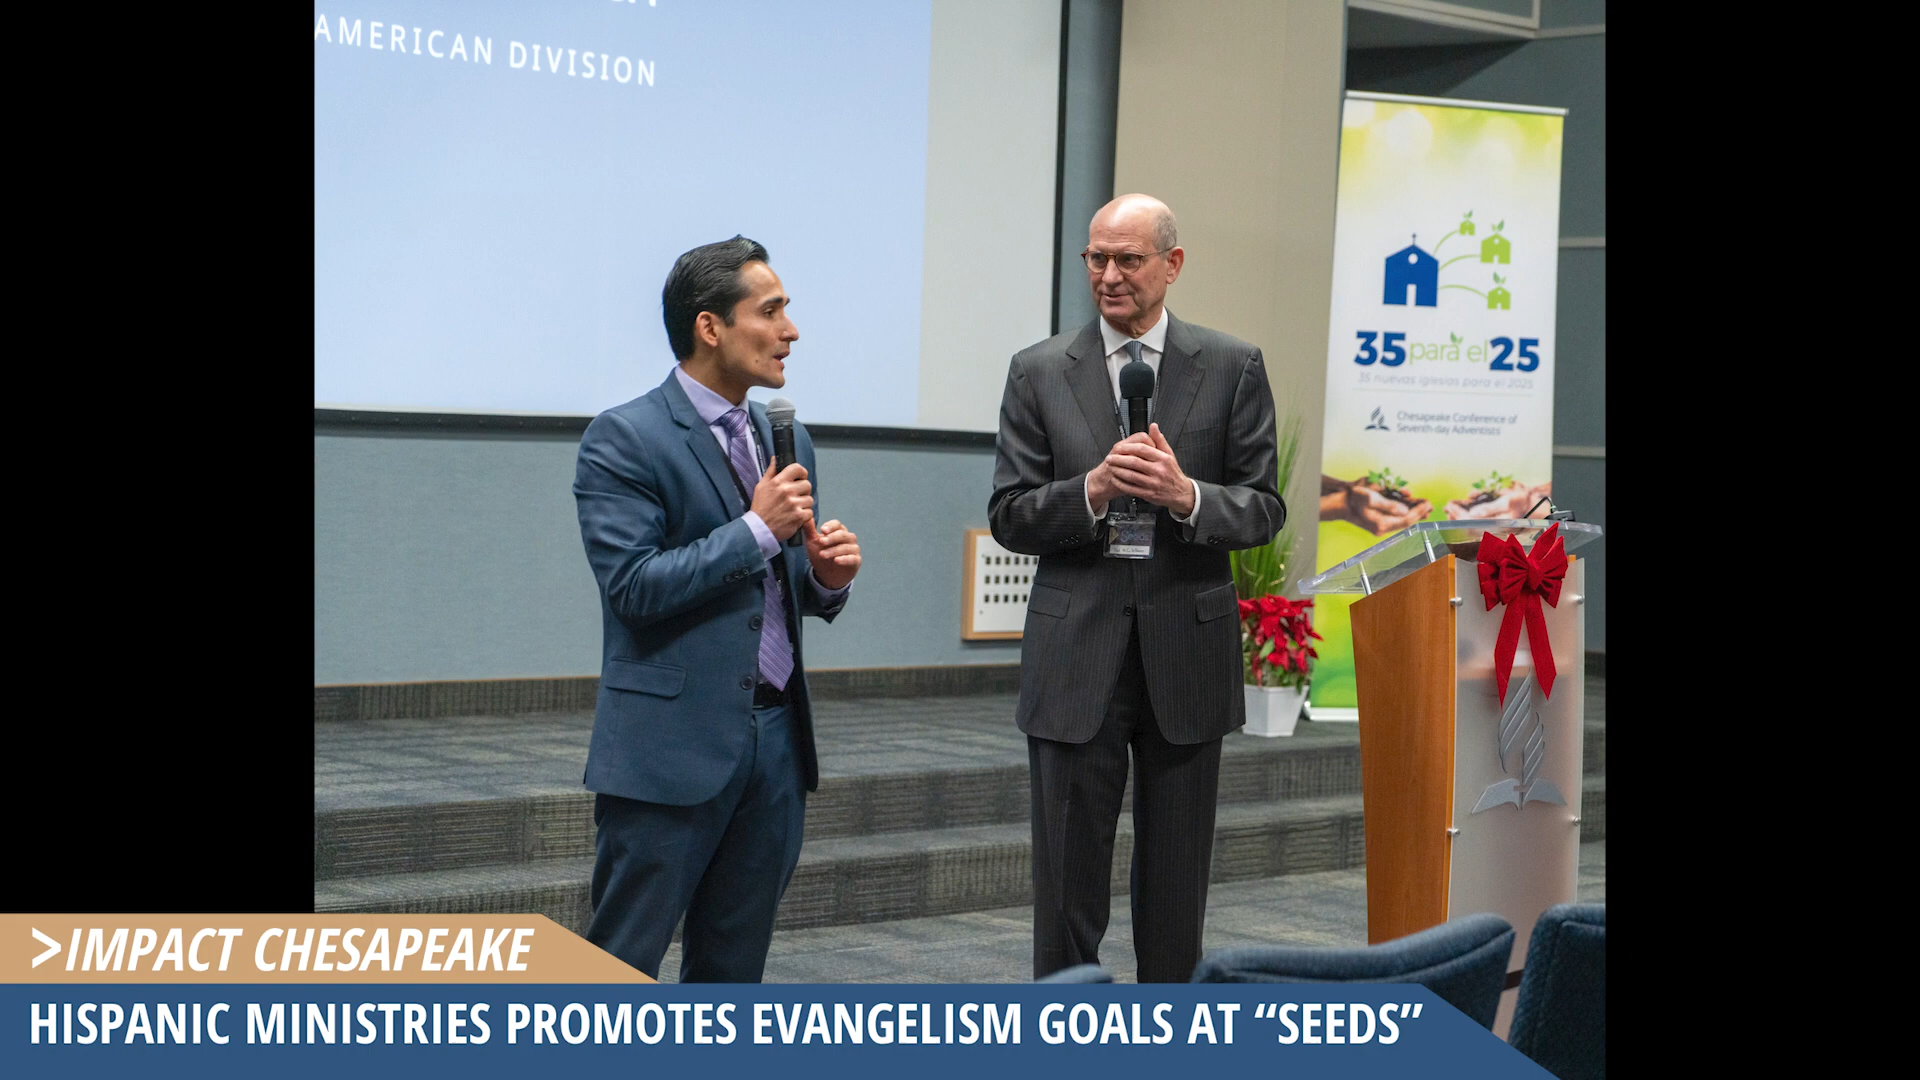 AMERICAN DIVISION
35 para el 25
35 nuevas iglesias para el 2025
Chesapeake Conference of
Seventh-day Adventists
>IMPACT CHESAPEAKE
HISPANIC MINISTRIES PROMOTES EVANGELISM GOALS AT “SEEDS”